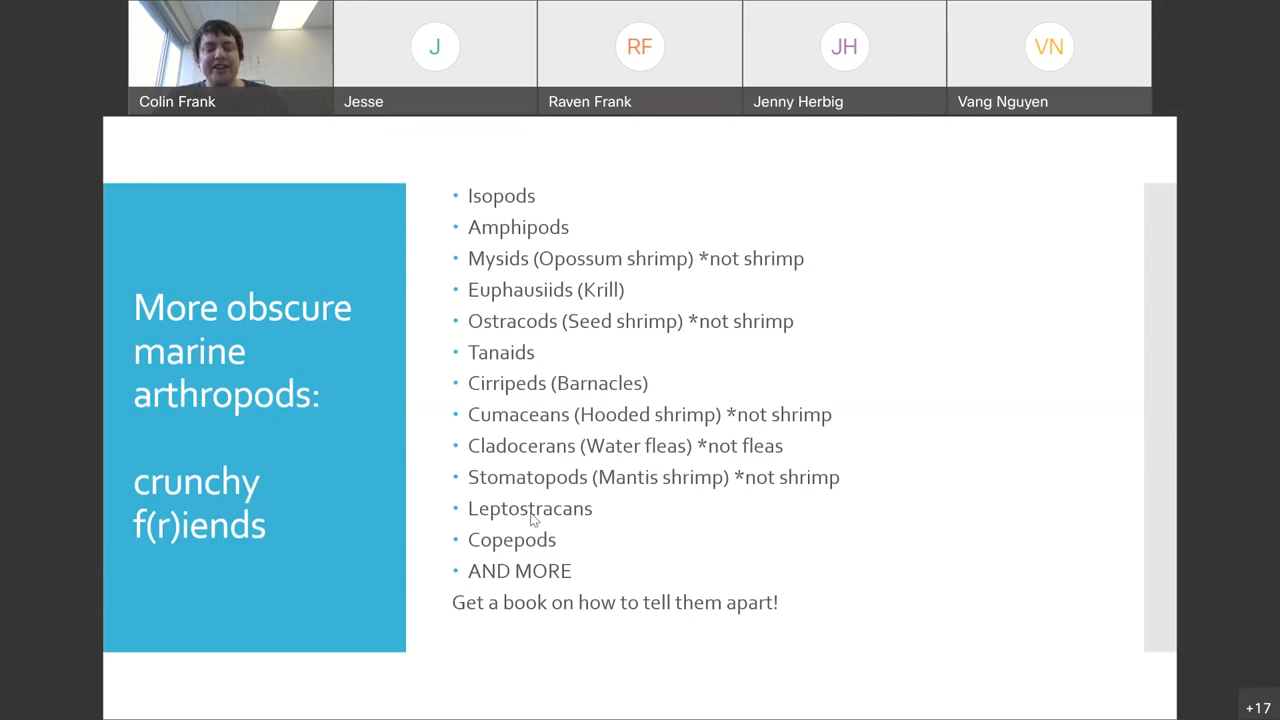 J
RF
JH
VN
Colin Frank
Jesse
Raven Frank
Jenny Herbig
Vang Nguyen
More obscure
marine
arthropods:
crunchy
f(r)iends
• Isopods
• Amphipods
• Mysids (Opossum shrimp) *not shrimp
• Euphausiids (Krill)
• Ostracods (Seed shrimp) *not shrimp
• Tanaids
• Cirripeds (Barnacles)
• Cumaceans (Hooded shrimp) *not shrimp
• Cladocerans (Water fleas) *not fleas
• Stomatopods (Mantis shrimp) *not shrimp
• Leptostracans
• Copepods
• AND MORE
Get a book on how to tell them apart!
+17